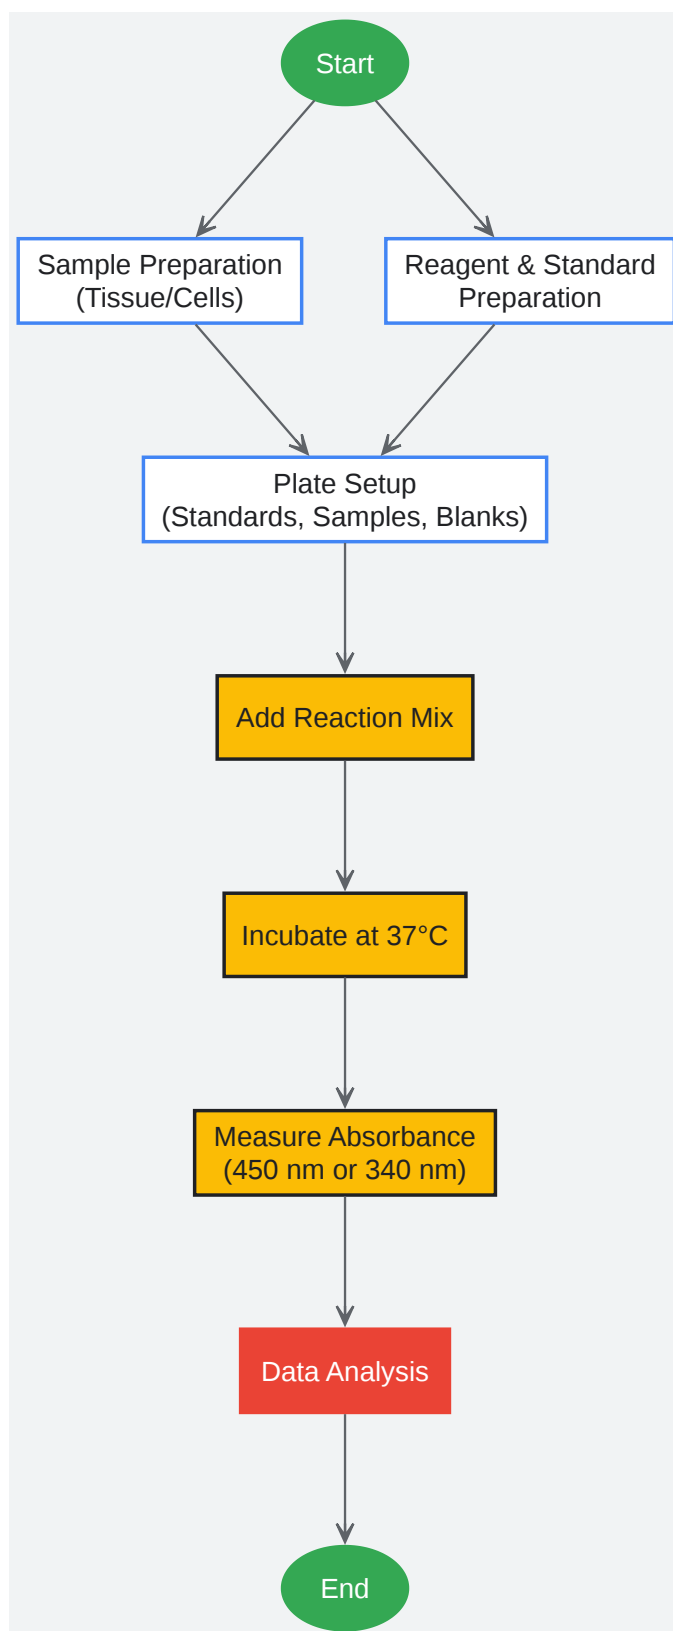 Start
Sample Preparation
(Tissue/Cells)
Reagent & Standard
Preparation
Plate Setup
(Standards, Samples, Blanks)
Add Reaction Mix
Incubate at 37°C
Measure Absorbance
(450 nm or 340 nm)
Data Analysis
End